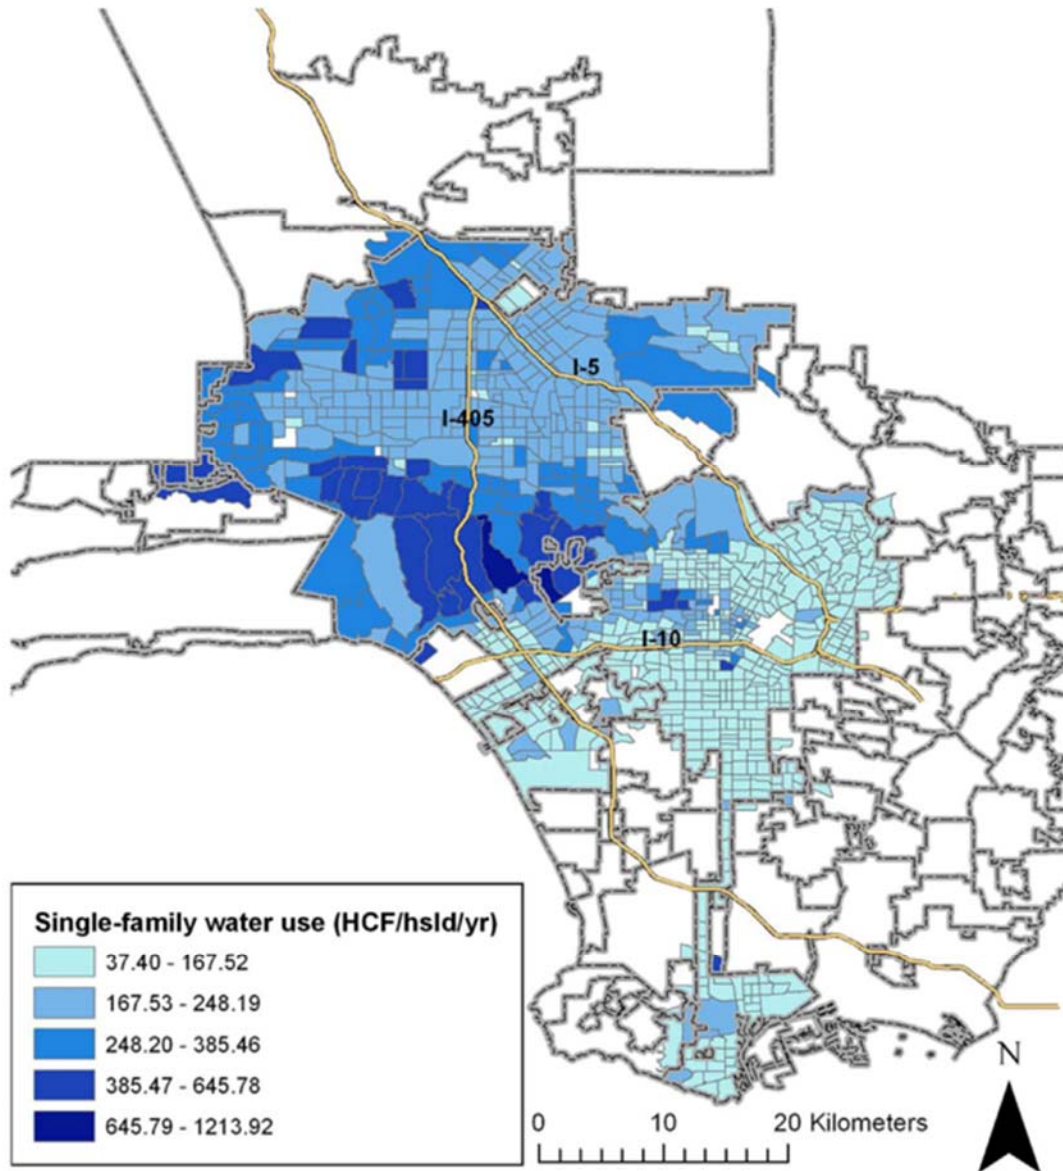 I-5
I-405
I-10
Single-family water use (HCF/hsld/yr)
37.40 - 167.52
167.53 - 248.19
248.20 - 385.46
385.47 - 645.78
645.79 - 1213.92
N
0 10 20 Kilometers